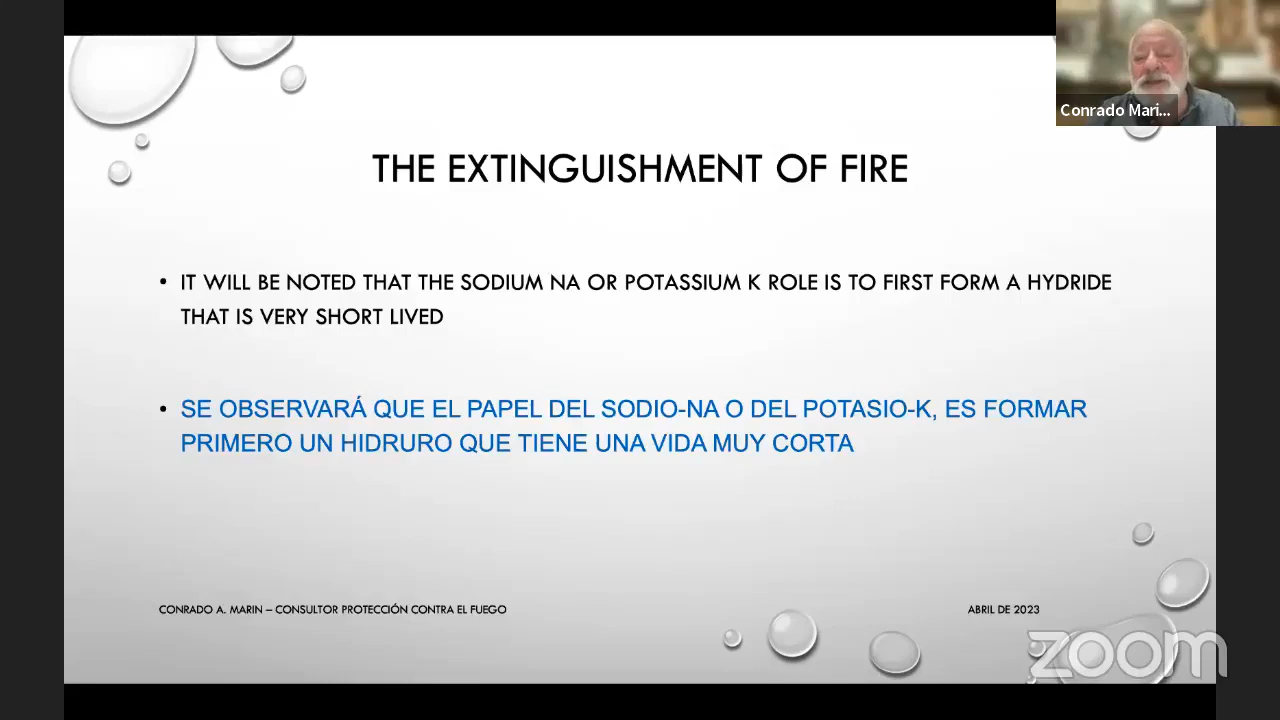 Conrado Mari...
THE EXTINGUISHMENT OF FIRE
• IT WILL BE NOTED THAT THE SODIUM NA OR POTASSIUM K ROLE IS TO FIRST FORM A HYDRIDE
THAT IS VERY SHORT LIVED
• SE OBSERVARÁ QUE EL PAPEL DEL SODIO-NA O DEL POTASIO-K, ES FORMAR
PRIMERO UN HIDRURO QUE TIENE UNA VIDA MUY CORTA
CONRADO A. MARIN – CONSULTOR PROTECCIÓN CONTRA EL FUEGO
ABRIL DE 2023
zoom